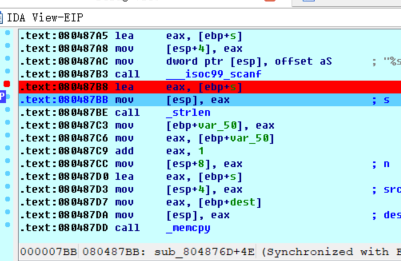 IDA View-EIP
.text:080487A5 lea eax, [ebp+s]
.text:080487A8 mov [esp+4], eax
.text:080487AC mov dword ptr [esp], offset aS ; "%s
.text:080487B3 call ___isoc99_scanf
.text:080487B8 lea eax, [ebp+s]
.text:080487BB mov [esp], eax ; s
.text:080487BE call _strlen
.text:080487C3 mov [ebp+var_50], eax
.text:080487C6 mov eax, [ebp+var_50]
.text:080487C9 add eax, 1
.text:080487CC mov [esp+8], eax ; n
.text:080487D0 lea eax, [ebp+s]
.text:080487D3 mov [esp+4], eax ; src
.text:080487D7 mov eax, [ebp+dest]
.text:080487DA mov [esp], eax ; des
.text:080487DD call _memcpy
000007BB 080487BB: sub_804876D+4E (Synchronized with E